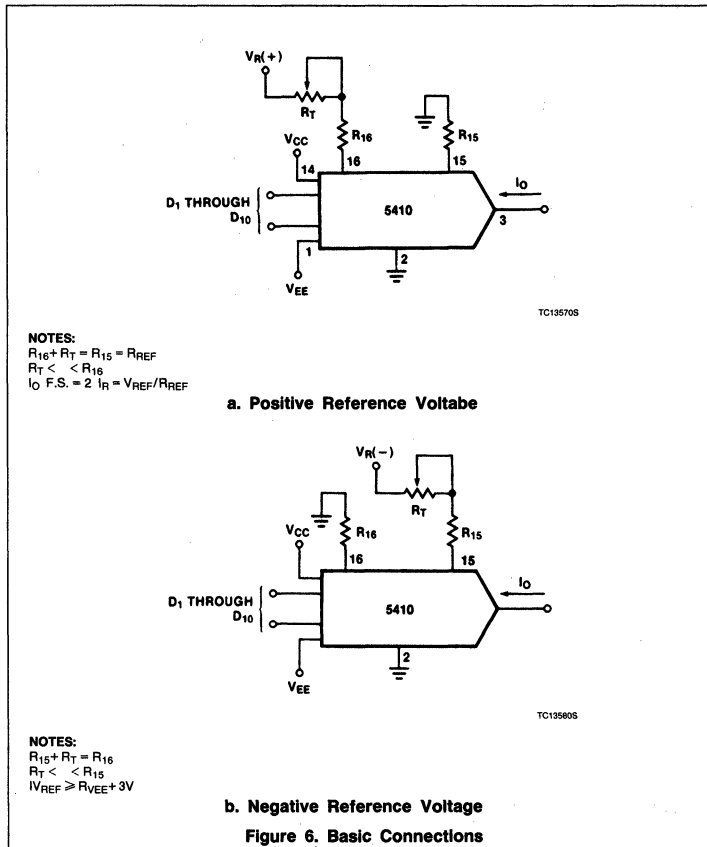 VR(+)
RT
R16
R15
VCC
14
16
15
D1 THROUGH
D10
5410
IO
3
1
2
VEE
TC13570S
NOTES:
R16+ RT = R15 = RREF
RT < < R16
IO F.S. = 2 IR = VREF/RREF
a. Positive Reference Voltabe
VR(−)
RT
R16
R15
VCC
16
15
D1 THROUGH
D10
5410
IO
2
VEE
TC13580S
NOTES:
R15+ RT = R16
RT < < R15
IVREF ⩾ RVEE+ 3V
b. Negative Reference Voltage
Figure 6. Basic Connections